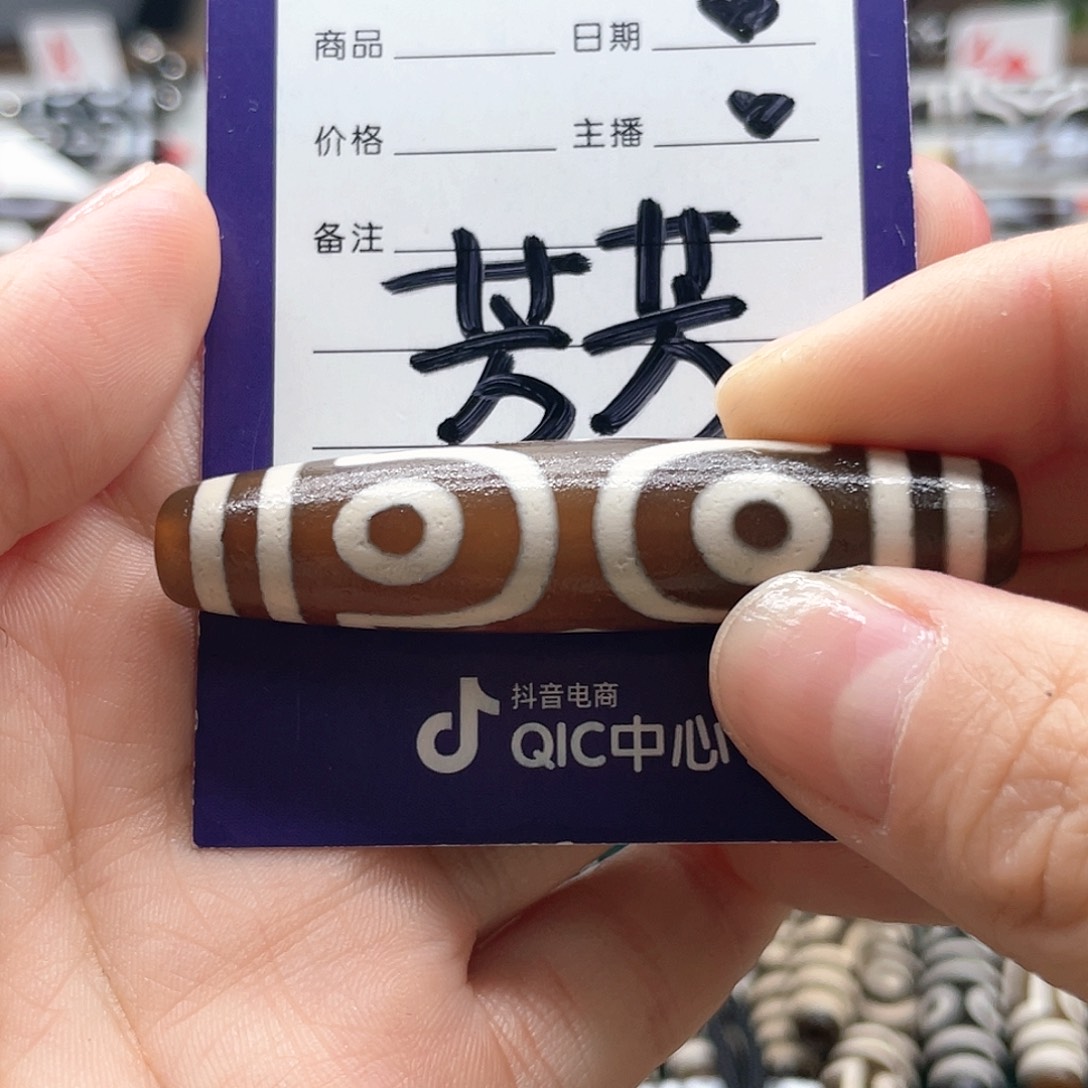 商品 日期
价格 主播
备注
芳
抖音电商
QIC中心